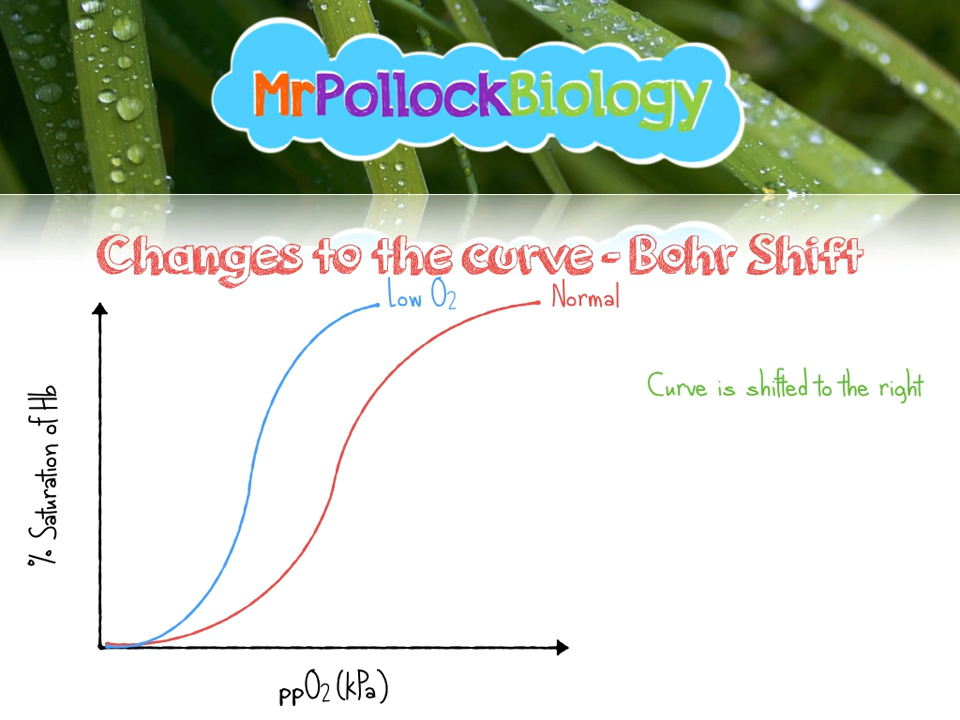 MrPollockBiology
Changes to the curve - Bohr Shift
Low O₂
Normal
Curve is shifted to the right
% Saturation of Hb
ppO₂ (kPa)